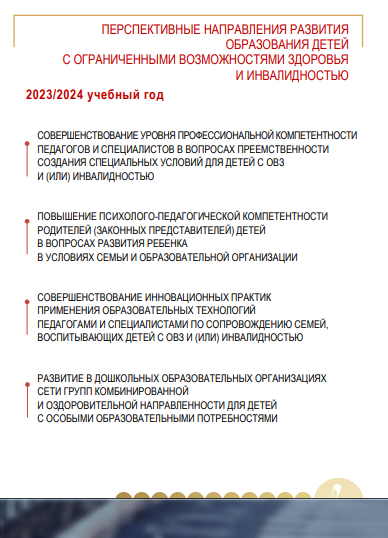 ПЕРСПЕКТИВНЫЕ НАПРАВЛЕНИЯ РАЗВИТИЯ
ОБРАЗОВАНИЯ ДЕТЕЙ
С ОГРАНИЧЕННЫМИ ВОЗМОЖНОСТЯМИ ЗДОРОВЬЯ
И ИНВАЛИДНОСТЬЮ
2023/2024 учебный год
СОВЕРШЕНСТВОВАНИЕ УРОВНЯ ПРОФЕССИОНАЛЬНОЙ КОМПЕТЕНТНОСТИ
ПЕДАГОГОВ И СПЕЦИАЛИСТОВ В ВОПРОСАХ ПРЕЕМСТВЕННОСТИ
СОЗДАНИЯ СПЕЦИАЛЬНЫХ УСЛОВИЙ ДЛЯ ДЕТЕЙ С ОВЗ
И (ИЛИ) ИНВАЛИДНОСТЬЮ
ПОВЫШЕНИЕ ПСИХОЛОГО-ПЕДАГОГИЧЕСКОЙ КОМПЕТЕНТНОСТИ
РОДИТЕЛЕЙ (ЗАКОННЫХ ПРЕДСТАВИТЕЛЕЙ) ДЕТЕЙ
В ВОПРОСАХ РАЗВИТИЯ РЕБЕНКА
В УСЛОВИЯХ СЕМЬИ И ОБРАЗОВАТЕЛЬНОЙ ОРГАНИЗАЦИИ
СОВЕРШЕНСТВОВАНИЕ ИННОВАЦИОННЫХ ПРАКТИК
ПРИМЕНЕНИЯ ОБРАЗОВАТЕЛЬНЫХ ТЕХНОЛОГИЙ
ПЕДАГОГАМИ И СПЕЦИАЛИСТАМИ ПО СОПРОВОЖДЕНИЮ СЕМЕЙ,
ВОСПИТЫВАЮЩИХ ДЕТЕЙ С ОВЗ И (ИЛИ) ИНВАЛИДНОСТЬЮ
РАЗВИТИЕ В ДОШКОЛЬНЫХ ОБРАЗОВАТЕЛЬНЫХ ОРГАНИЗАЦИЯХ
СЕТИ ГРУПП КОМБИНИРОВАННОЙ
И ОЗДОРОВИТЕЛЬНОЙ НАПРАВЛЕННОСТИ ДЛЯ ДЕТЕЙ
С ОСОБЫМИ ОБРАЗОВАТЕЛЬНЫМИ ПОТРЕБНОСТЯМИ